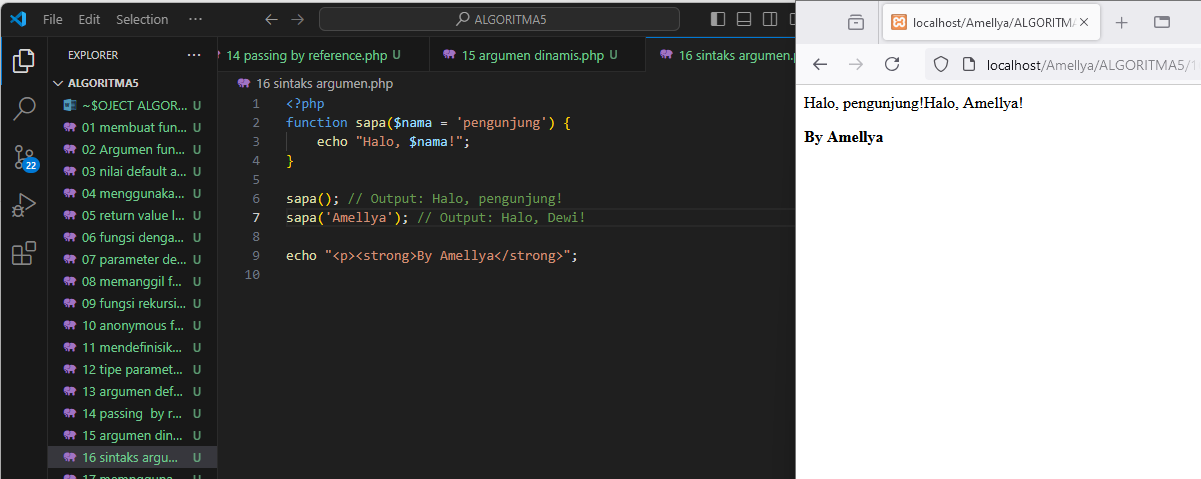 File Edit Selection ···
ALGORITMA5
EXPLORER ···
ALGORITMA5
~$OJECT ALGOR... U
01 membuat fun... U
02 Argumen fun... U
03 nilai default a... U
04 menggunaka... U
05 return value l... U
06 fungsi denga... U
07 parameter de... U
08 memanggil f... U
09 fungsi rekursi... U
10 anonymous f... U
11 mendefinisik... U
12 tipe paramet... U
13 argumen def... U
14 passing by r... U
15 argumen din... U
16 sintaks argu... U
22
14 passing by reference.php U
15 argumen dinamis.php U
16 sintaks argumen.p
16 sintaks argumen.php
1 <?php
2 function sapa($nama = 'pengunjung') {
3 echo "Halo, $nama!";
4 }
5
6 sapa(); // Output: Halo, pengunjung!
7 sapa('Amellya'); // Output: Halo, Dewi!
8
9 echo "<p><strong>By Amellya</strong>";
10
localhost/Amellya/ALGORITMA
localhost/Amellya/ALGORITMA5/1
Halo, pengunjung!Halo, Amellya!
By Amellya